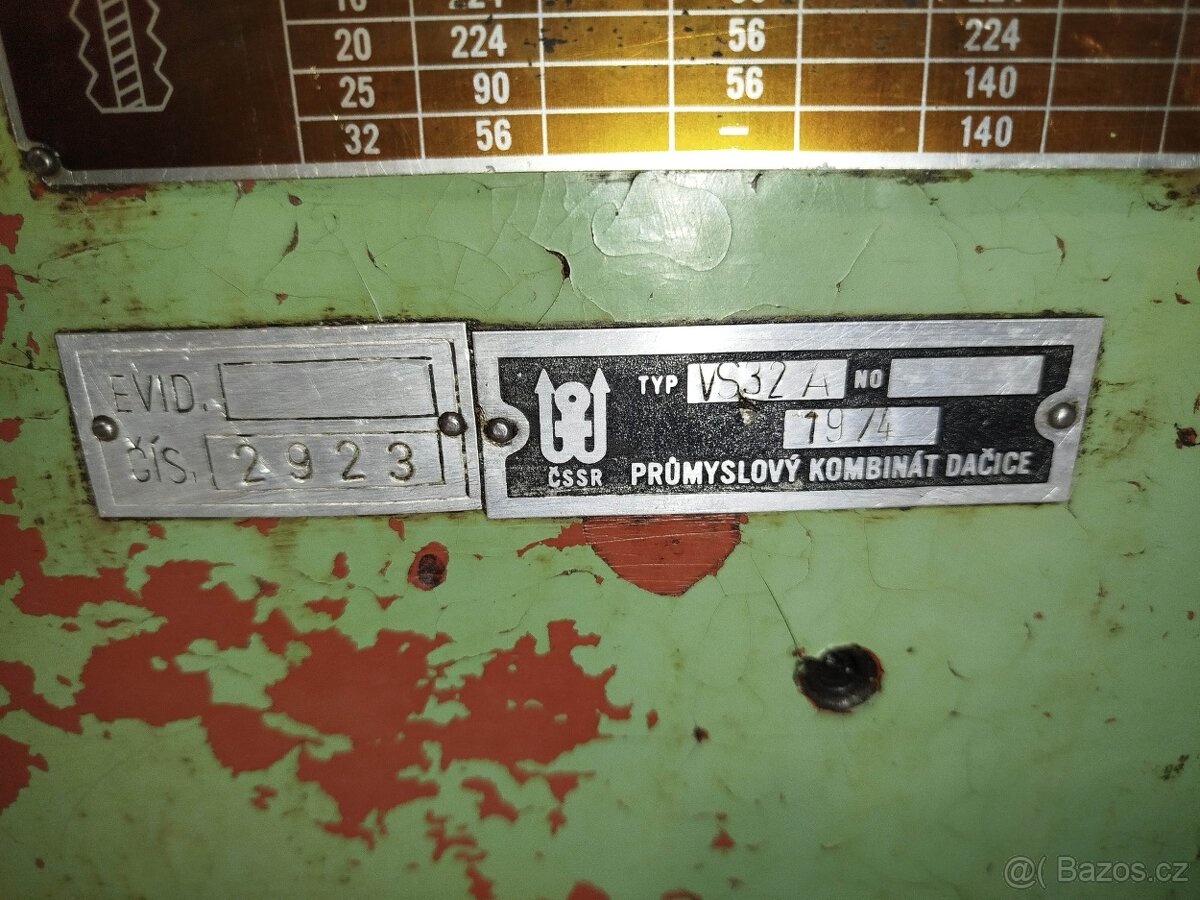 20 224 56 224
25 90 56 140
32 56 – 140
EVID.
ČÍS. 2923
TYP VS32 A NO
1974
ČSSR PRŮMYSLOVÝ KOMBINÁT DAČICE
@( Bazos.cz